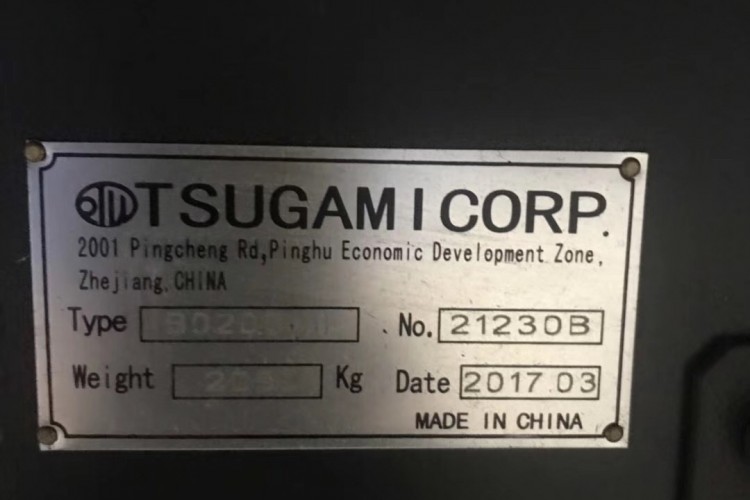 TSUGAMI CORP.
2001 Pingcheng Rd,Pinghu Economic Development Zone,
Zhejiang,CHINA
Type No. 21230B
Weight Kg Date 2017.03
MADE IN CHINA